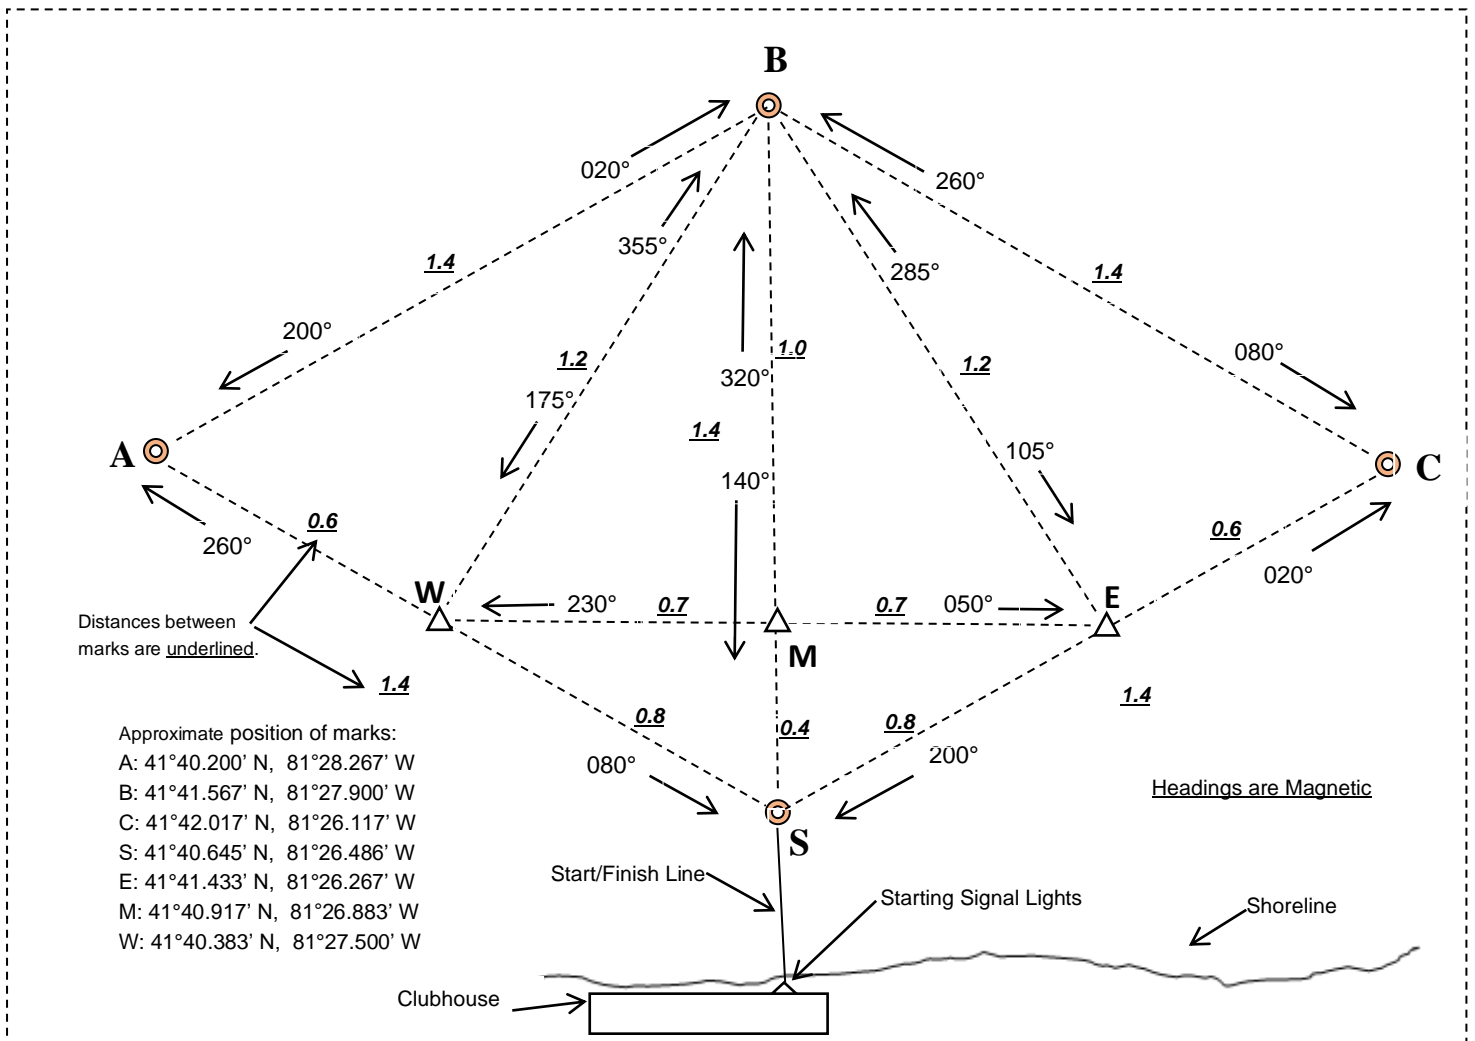 B
020°
260°
355°
1.4
285°
1.4
200°
1.2
1.0
1.2
080°
320°
175°
1.4
A
105°
C
140°
0.6
0.6
260°
020°
W
230°
0.7
0.7
050°
E
Distances between
marks are underlined.
M
1.4
1.4
0.8
0.4
0.8
Approximate position of marks:
A: 41°40.200’ N, 81°28.267’ W
B: 41°41.567’ N, 81°27.900’ W
C: 41°42.017’ N, 81°26.117’ W
S: 41°40.645’ N, 81°26.486’ W
E: 41°41.433’ N, 81°26.267’ W
M: 41°40.917’ N, 81°26.883’ W
W: 41°40.383’ N, 81°27.500’ W
080°
200°
Headings are Magnetic
S
Start/Finish Line
Starting Signal Lights
Shoreline
Clubhouse